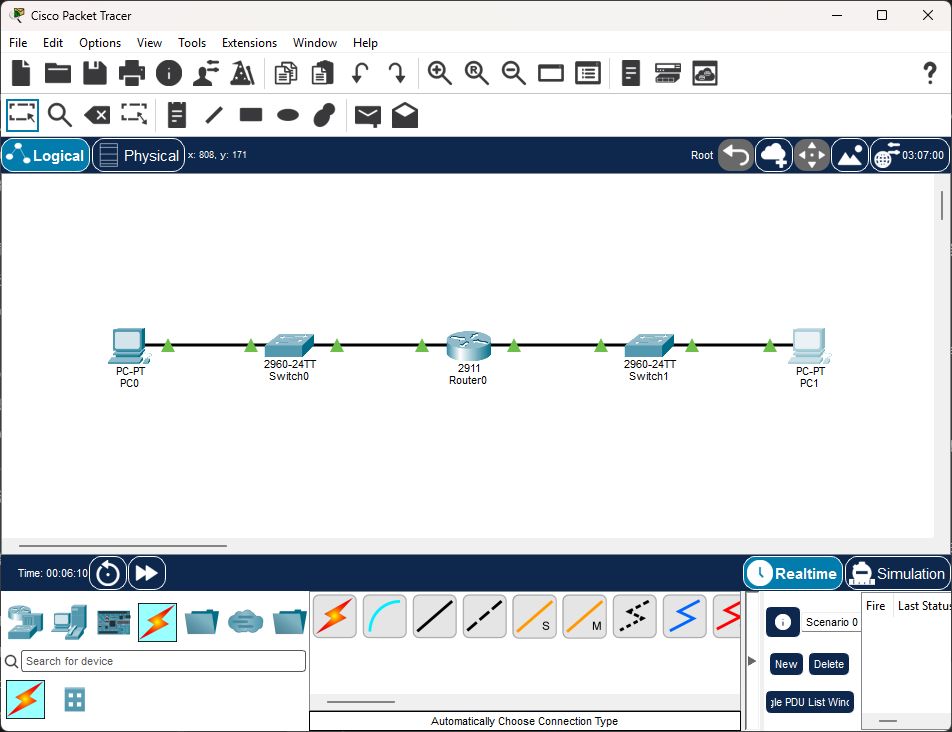 Cisco Packet Tracer
File Edit Options View Tools Extensions Window Help
Logical Physical x: 808, y: 171 Root 03:07:00
PC-PT
PC0
2960-24TT
Switch0
2911
Router0
2960-24TT
Switch1
PC-PT
PC1
Time: 00:06:10 Realtime Simulation
S M
Fire Last Status
Scenario 0
Search for device
New Delete
gle PDU List Wind
Automatically Choose Connection Type